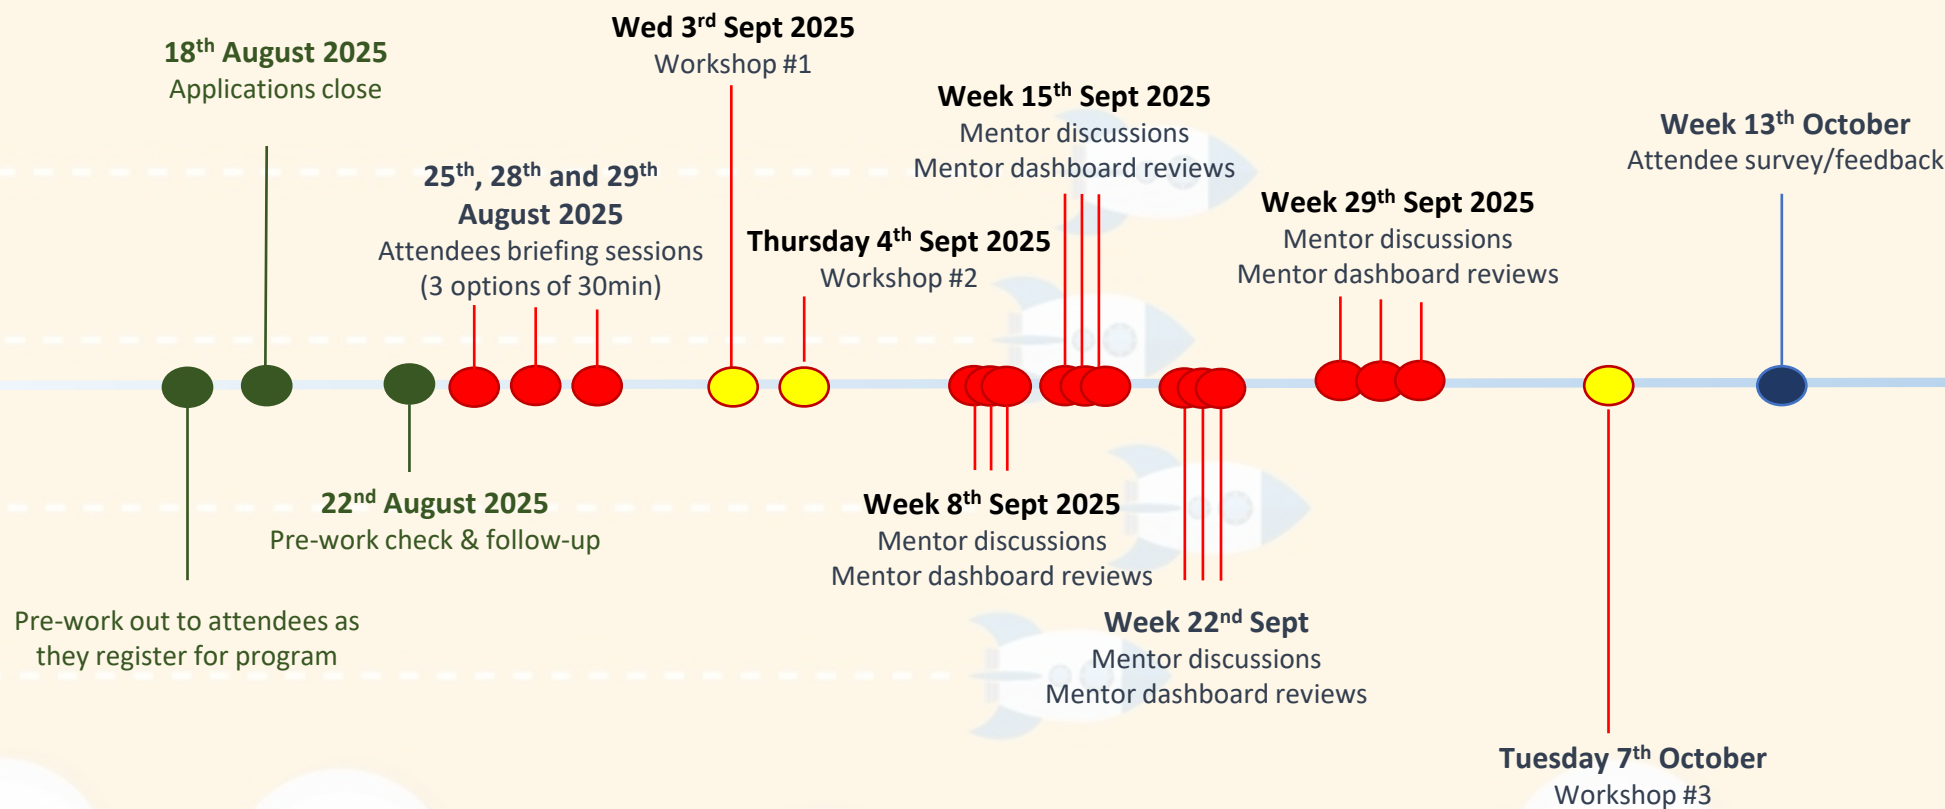 Wed 3rd Sept 2025
Workshop #1
18th August 2025
Applications close
Week 15th Sept 2025
Mentor discussions
Mentor dashboard reviews
Week 13th October
Attendee survey/feedback
25th, 28th and 29th
August 2025
Attendees briefing sessions
(3 options of 30min)
Thursday 4th Sept 2025
Workshop #2
Week 29th Sept 2025
Mentor discussions
Mentor dashboard reviews
22nd August 2025
Pre-work check & follow-up
Week 8th Sept 2025
Mentor discussions
Mentor dashboard reviews
Pre-work out to attendees as
they register for program
Week 22nd Sept
Mentor discussions
Mentor dashboard reviews
Tuesday 7th October
Workshop #3